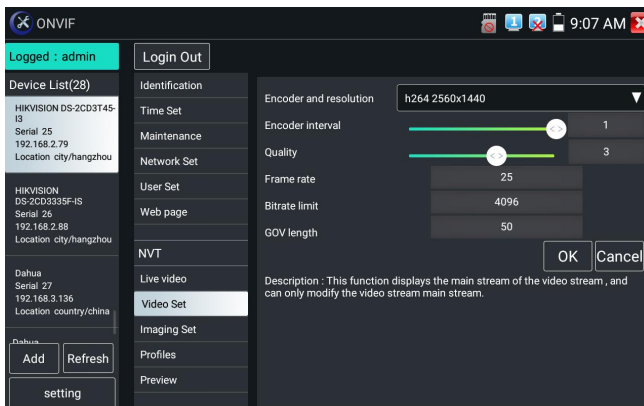 ONVIF
9:07 AM
Logged : admin
Login Out
Device List(28)
HIKVISION DS-2CD3T45-
I3
Serial 25
192.168.2.79
Location city/hangzhou
HIKVISION
DS-2CD3335F-IS
Serial 26
192.168.2.88
Location city/hangzhou
Dahua
Serial 27
192.168.3.136
Location country/china
Dahua
Add
Refresh
setting
Identification
Time Set
Maintenance
Network Set
User Set
Web page
NVT
Live video
Video Set
Imaging Set
Profiles
Preview
Encoder and resolution
h264 2560x1440
Encoder interval
1
Quality
3
Frame rate
25
Bitrate limit
4096
GOV length
50
OK
Cancel
Description : This function displays the main stream of the video stream , and
can only modify the video stream main stream.